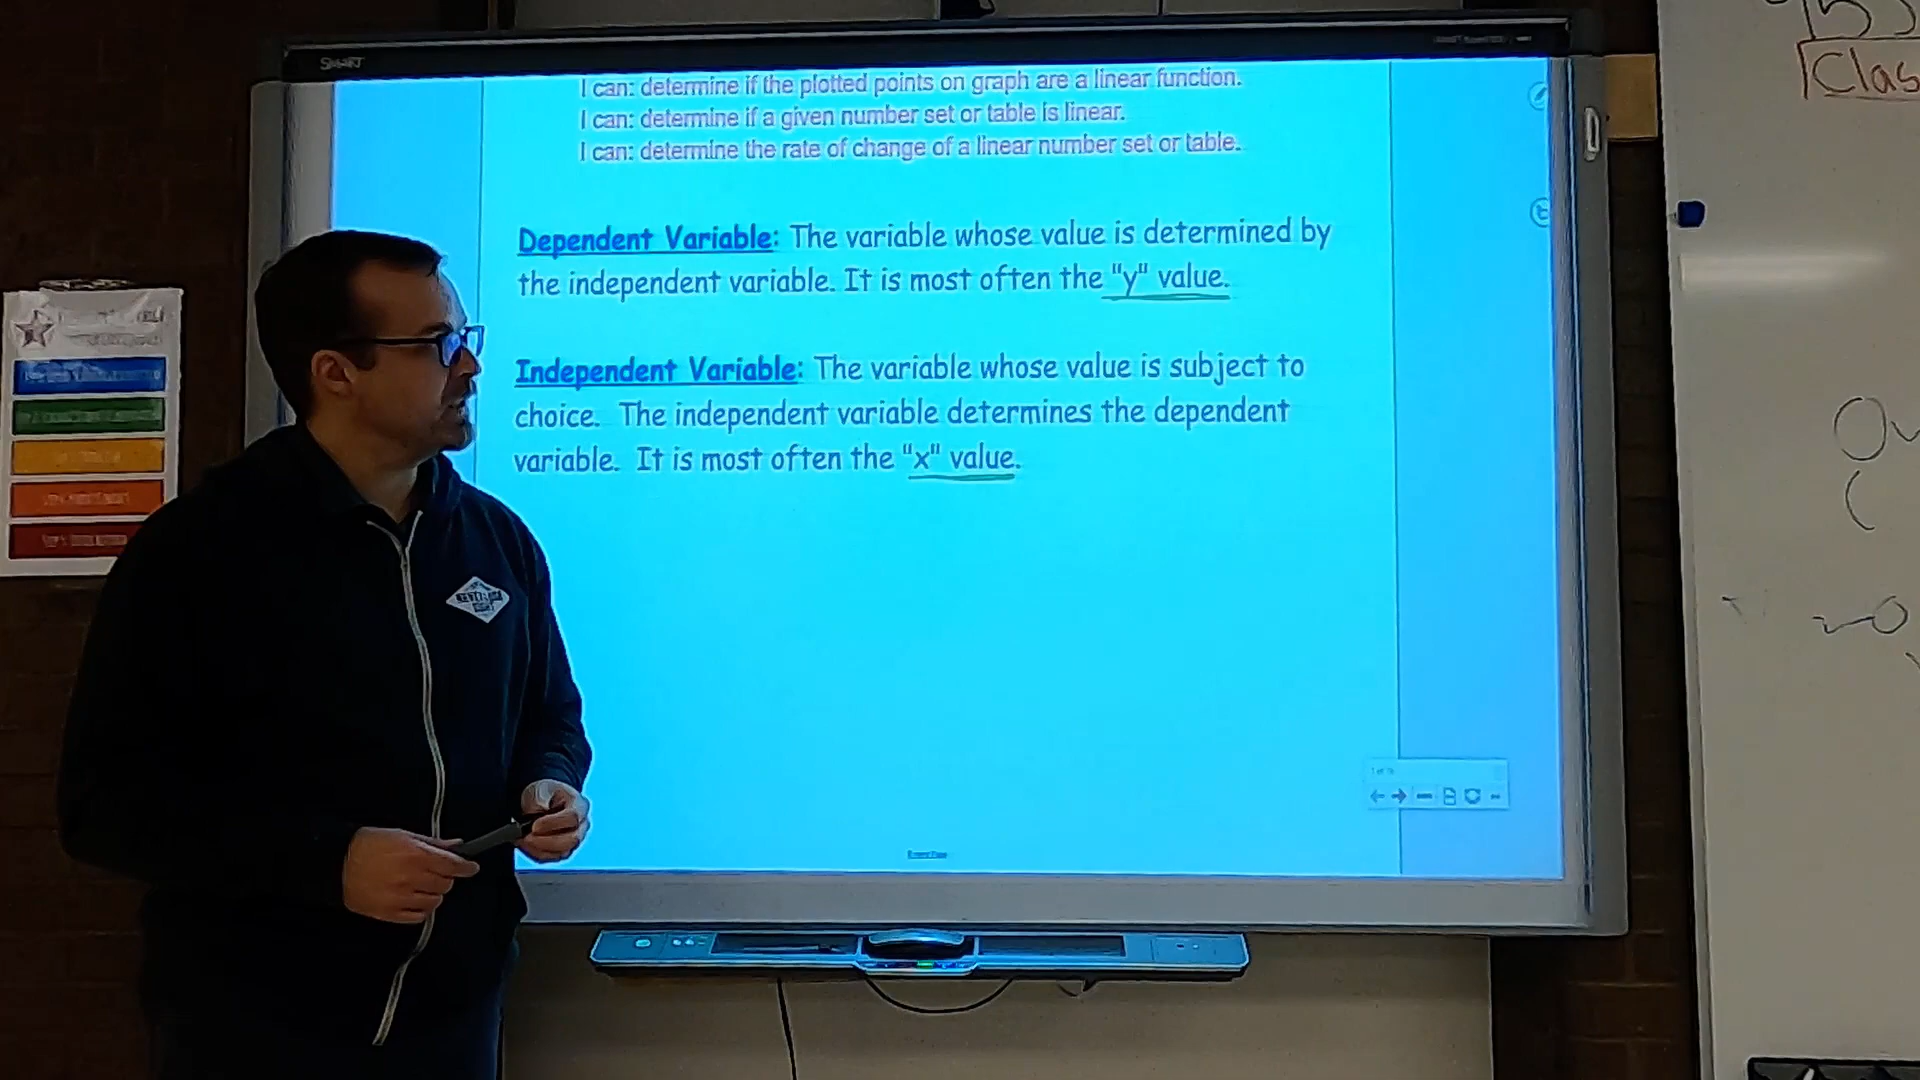 SMART
I can: determine if the plotted points on graph are a linear function.
I can: determine if a given number set or table is linear.
I can: determine the rate of change of a linear number set or table.
Dependent Variable: The variable whose value is determined by
the independent variable. It is most often the "y" value.
Independent Variable: The variable whose value is subject to
choice. The independent variable determines the dependent
variable. It is most often the "x" value.
Clas